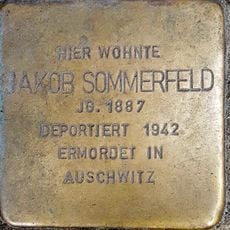 HIER WOHNTE
JAKOB SOMMERFELD
JG. 1887
DEPORTIERT 1942
ERMORDET IN
AUSCHWITZ